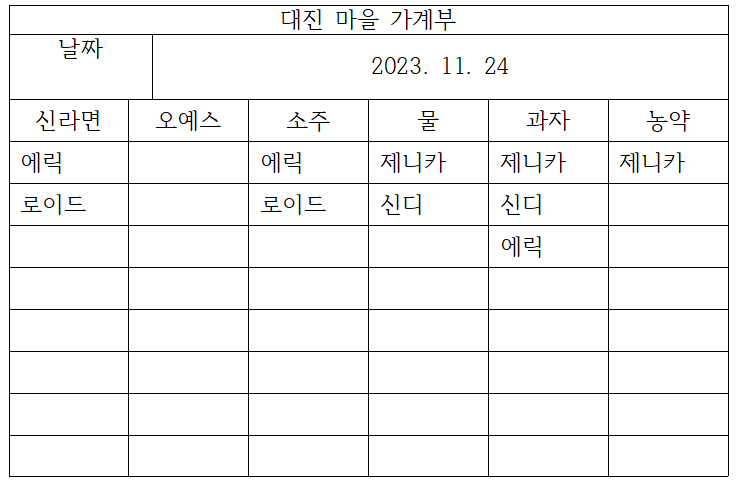 대진 마을 가계부
날짜 2023. 11. 24
신라면 오예스 소주 물 과자 농약
에릭 에릭 제니카 제니카 제니카
로이드 로이드 신디 신디
에릭